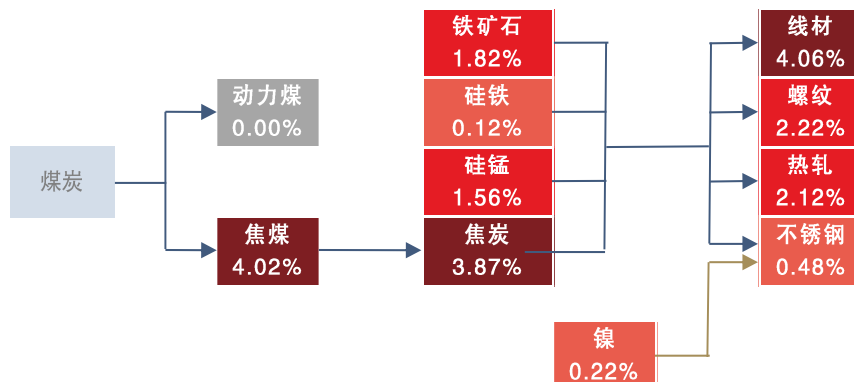 煤炭
动力煤
0.00%
焦煤
4.02%
铁矿石
1.82%
硅铁
0.12%
硅锰
1.56%
焦炭
3.87%
镍
0.22%
线材
4.06%
螺纹
2.22%
热轧
2.12%
不锈钢
0.48%